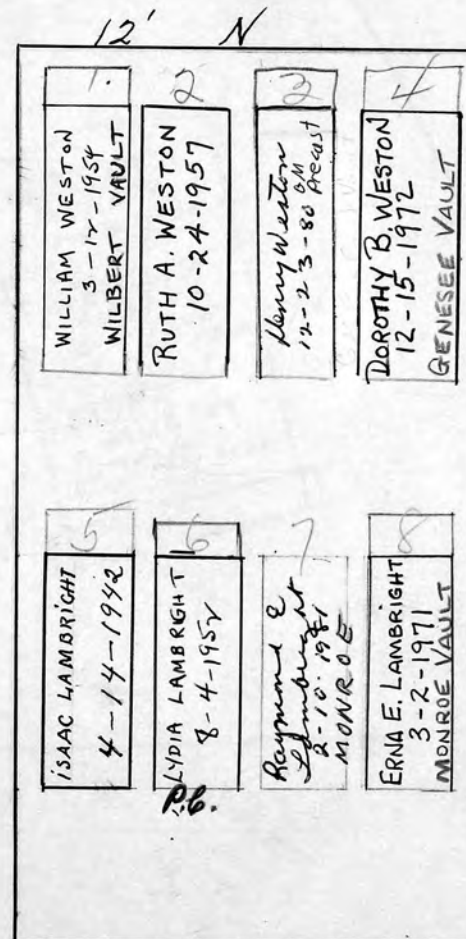 12' N
1.
WILLIAM WESTON
3-12-1954
WILBERT VAULT
2
RUTH A. WESTON
10-24-1957
3
Henry Weston
12-23-80
Precast
4
DOROTHY B. WESTON
12-15-1972
GENESEE VAULT
5
ISAAC LAMBRIGHT
4-14-1942
6
LYDIA LAMBRIGHT
8-4-1952
P.C.
7
Raymond E
Lambright
2-10-1981
MONROE
8
ERNA E. LAMBRIGHT
3-2-1971
MONROE VAULT